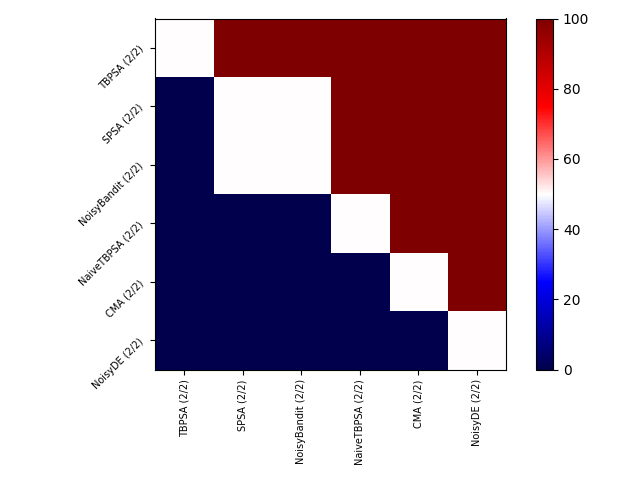 TBPSA (2/2)
SPSA (2/2)
NoisyBandit (2/2)
NaiveTBPSA (2/2)
CMA (2/2)
NoisyDE (2/2)
TBPSA (2/2)
SPSA (2/2)
NoisyBandit (2/2)
NaiveTBPSA (2/2)
CMA (2/2)
NoisyDE (2/2)
100
80
60
40
20
0